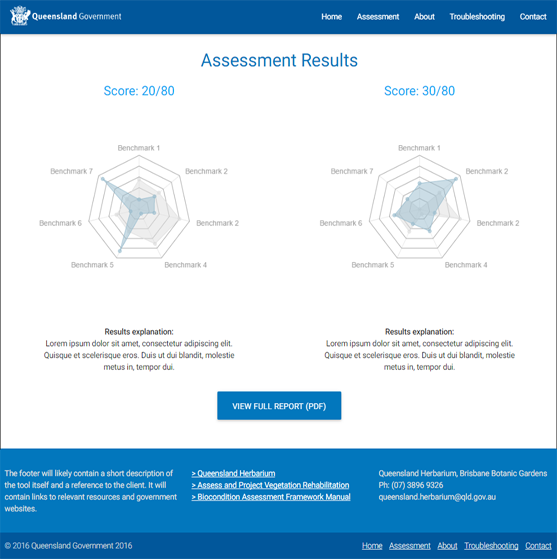 Queensland Government
Home Assessment About Troubleshooting Contact
Assessment Results
Score: 20/80
Benchmark 1
Benchmark 7
Benchmark 2
Benchmark 6
Benchmark 2
Benchmark 5
Benchmark 4
Results explanation:
Lorem ipsum dolor sit amet, consectetur adipiscing elit.
Quisque et scelerisque eros. Duis ut dui blandit, molestie
metus in, tempor dui.
Score: 30/80
Benchmark 1
Benchmark 7
Benchmark 2
Benchmark 6
Benchmark 2
Benchmark 5
Benchmark 4
Results explanation:
Lorem ipsum dolor sit amet, consectetur adipiscing elit.
Quisque et scelerisque eros. Duis ut dui blandit, molestie
metus in, tempor dui.
VIEW FULL REPORT (PDF)
The footer will likely contain a short description of
the tool itself and a reference to the client. It will
contain links to relevant resources and government
websites.
> Queensland Herbarium
> Assess and Project Vegetation Rehabilitation
> Biocondition Assessment Framework Manual
Queensland Herbarium, Brisbane Botanic Gardens
Ph: (07) 3896 9326
queensland.herbarium@qld.gov.au
© 2016 Queensland Government 2016
Home Assessment About Troubleshooting Contact